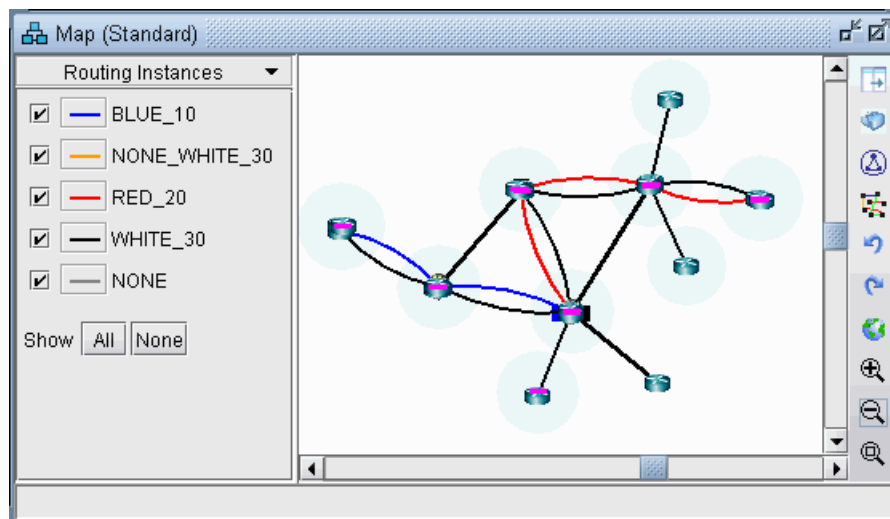 Map (Standard)
Routing Instances
BLUE_10
NONE_WHITE_30
RED_20
WHITE_30
NONE
Show All None